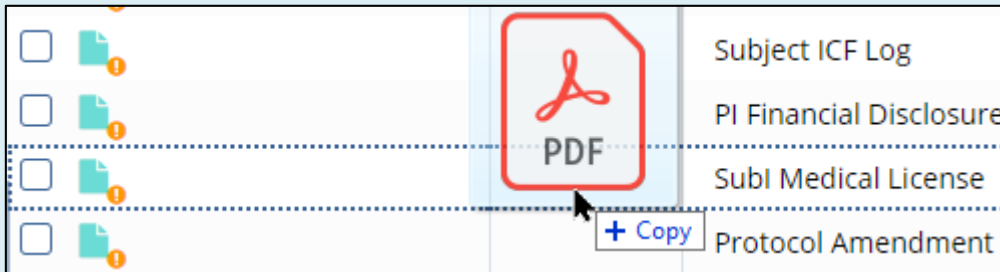 Subject ICF Log
PI Financial Disclosure
PDF
SubI Medical License
+ Copy
Protocol Amendment